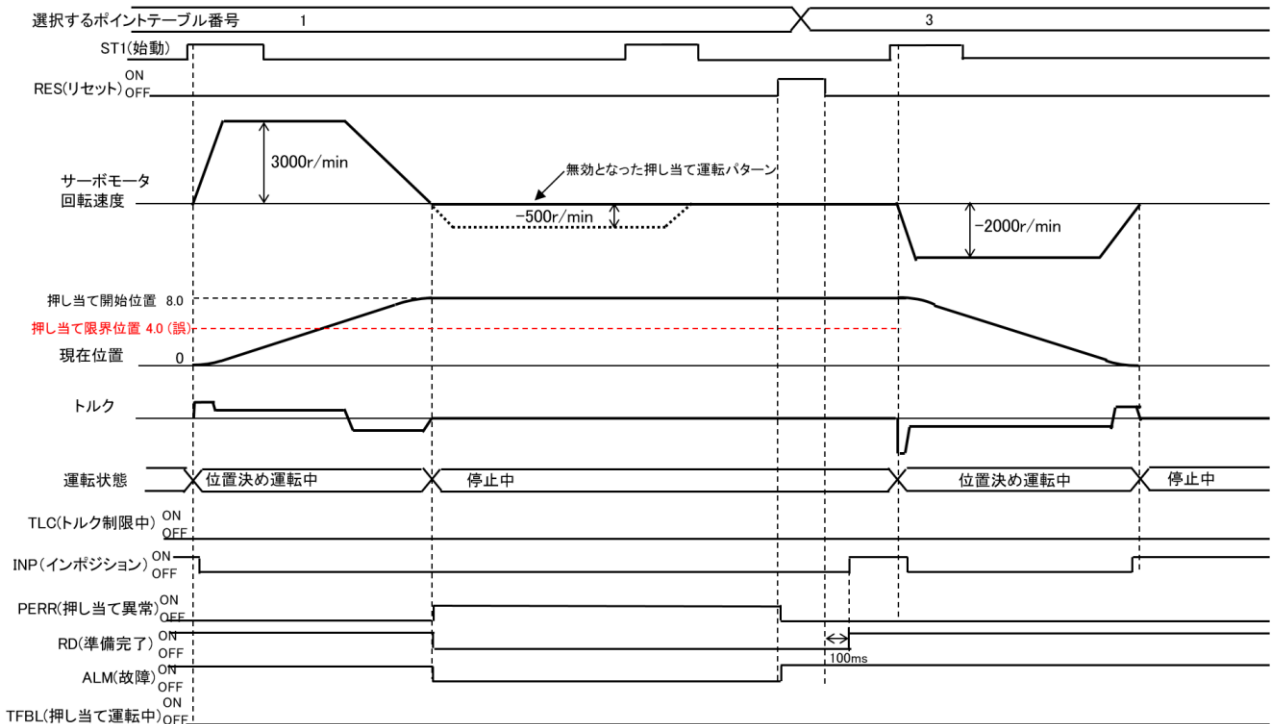 選択するポイントテーブル番号 1 3
ST1(始動)
RES(リセット) ON OFF
3000r/min
無効となった押し当て運転パターン
サーボモータ
回転速度
-500r/min
-2000r/min
押し当て開始位置 8.0
押し当て限界位置 4.0 (誤)
現在位置 0
トルク
運転状態 位置決め運転中 停止中 位置決め運転中 停止中
TLC(トルク制限中) ON OFF
INP(インポジション) ON OFF
PERR(押し当て異常) ON OFF
RD(準備完了) ON OFF
100ms
ALM(故障) ON OFF
TFBL(押し当て運転中) ON OFF